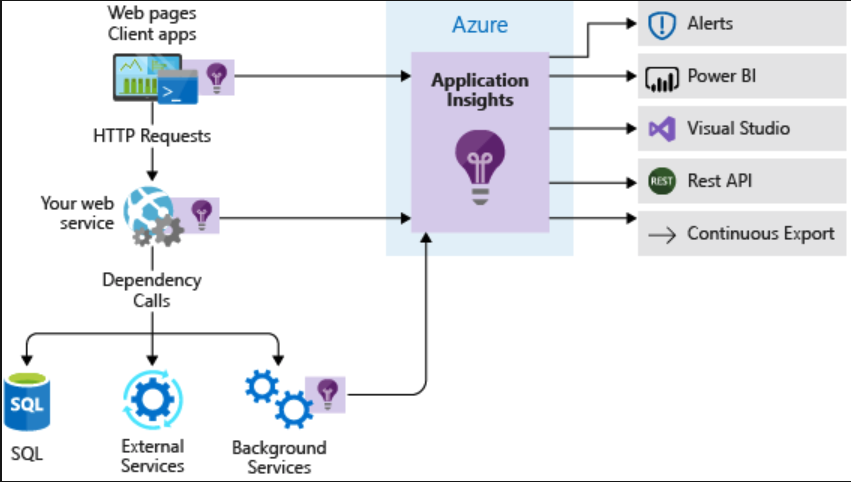 Web pages
Client apps
Azure
Application
Insights
Alerts
Power BI
Visual Studio
REST
Rest API
Continuous Export
HTTP Requests
Your web
service
Dependency
Calls
SQL
SQL
External
Services
Background
Services